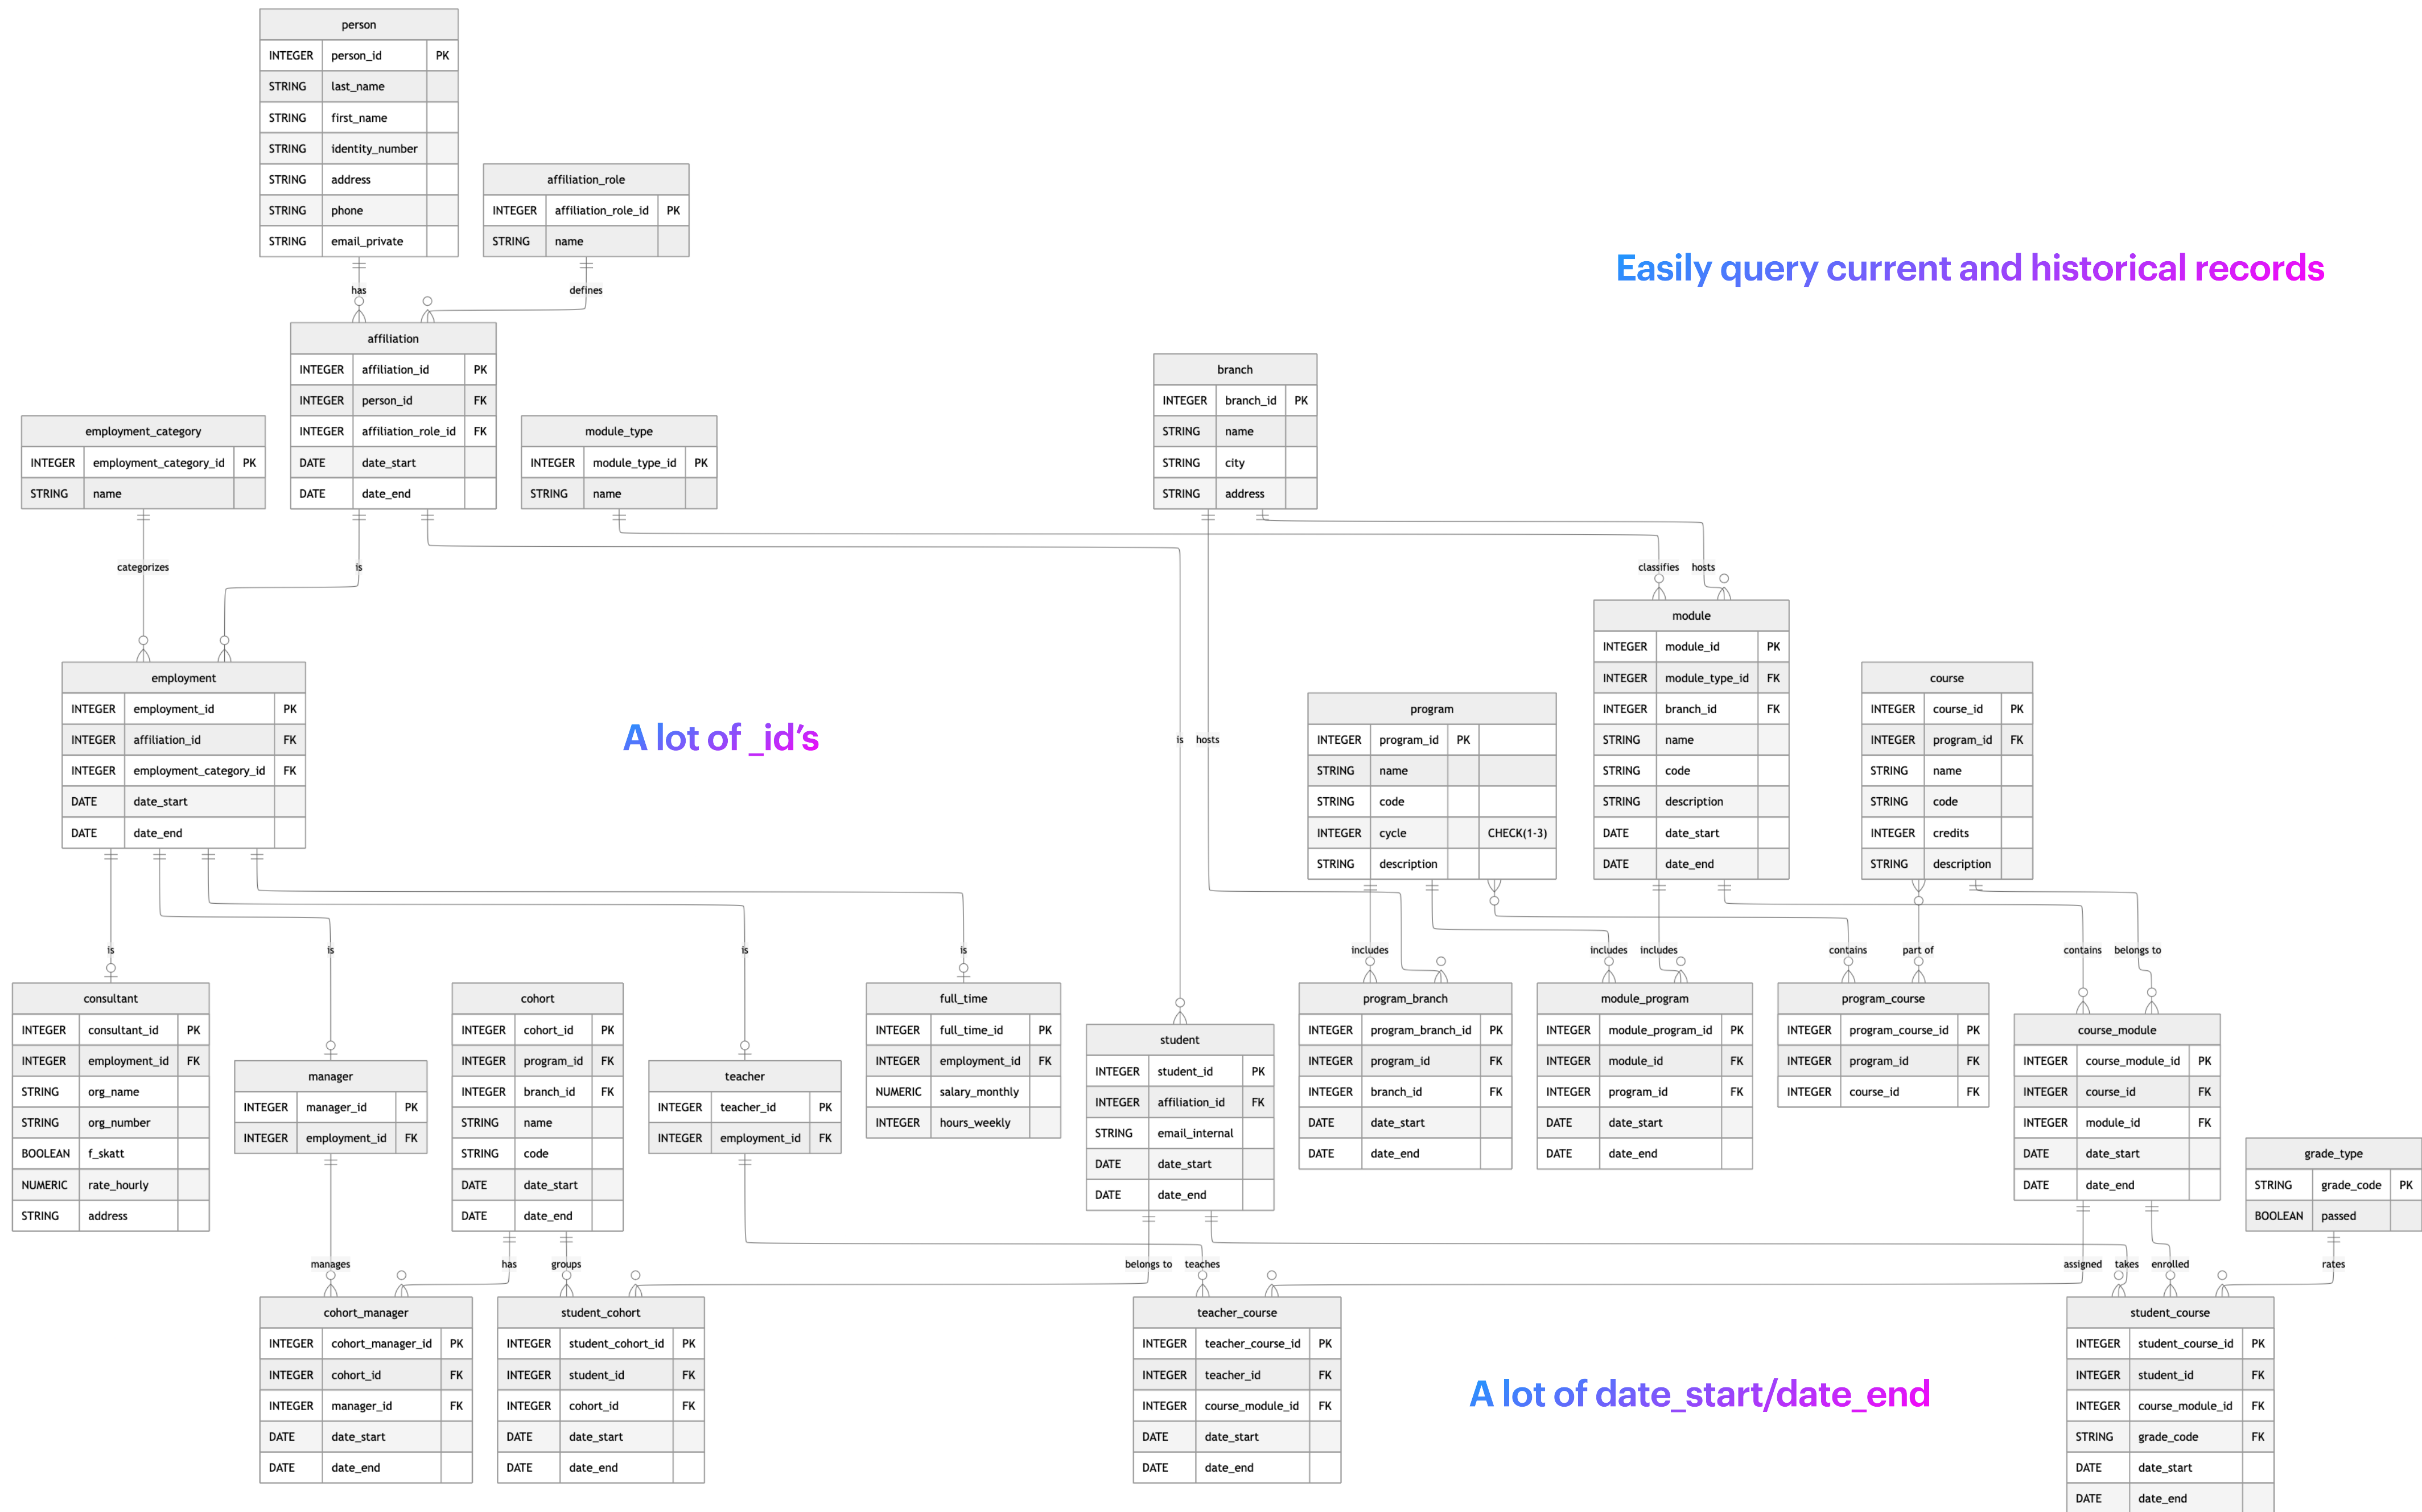 person
INTEGER person_id PK
STRING last_name
STRING first_name
STRING identity_number
STRING address
STRING phone
STRING email_private
affiliation_role
INTEGER affiliation_role_id PK
STRING name
Easily query current and historical records
has
defines
affiliation
INTEGER affiliation_id PK
INTEGER person_id FK
INTEGER affiliation_role_id FK
DATE date_start
DATE date_end
employment_category
INTEGER employment_category_id PK
STRING name
module_type
INTEGER module_type_id PK
STRING name
branch
INTEGER branch_id PK
STRING name
STRING city
STRING address
categorizes
is
classifies
hosts
employment
INTEGER employment_id PK
INTEGER affiliation_id FK
INTEGER employment_category_id FK
DATE date_start
DATE date_end
A lot of _id’s
is
hosts
program
INTEGER program_id PK
STRING name
STRING code
INTEGER cycle CHECK(1-3)
STRING description
module
INTEGER module_id PK
INTEGER module_type_id FK
INTEGER branch_id FK
STRING name
STRING code
STRING description
DATE date_start
DATE date_end
course
INTEGER course_id PK
INTEGER program_id FK
STRING name
STRING code
INTEGER credits
STRING description
is
is
is
is
includes
includes
includes
contains
part of
contains
belongs to
consultant
INTEGER consultant_id PK
INTEGER employment_id FK
STRING org_name
STRING org_number
BOOLEAN f_skatt
NUMERIC rate_hourly
STRING address
manager
INTEGER manager_id PK
INTEGER employment_id FK
cohort
INTEGER cohort_id PK
INTEGER program_id FK
INTEGER branch_id FK
STRING name
STRING code
DATE date_start
DATE date_end
teacher
INTEGER teacher_id PK
INTEGER employment_id FK
full_time
INTEGER full_time_id PK
INTEGER employment_id FK
NUMERIC salary_monthly
INTEGER hours_weekly
student
INTEGER student_id PK
INTEGER affiliation_id FK
STRING email_internal
DATE date_start
DATE date_end
program_branch
INTEGER program_branch_id PK
INTEGER program_id FK
INTEGER branch_id FK
DATE date_start
DATE date_end
module_program
INTEGER module_program_id PK
INTEGER module_id FK
INTEGER program_id FK
DATE date_start
DATE date_end
program_course
INTEGER program_course_id PK
INTEGER program_id FK
INTEGER course_id FK
course_module
INTEGER course_module_id PK
INTEGER course_id FK
INTEGER module_id FK
DATE date_start
DATE date_end
grade_type
STRING grade_code PK
BOOLEAN passed
manages
has
groups
belongs to
teaches
assigned
takes
enrolled
rates
cohort_manager
INTEGER cohort_manager_id PK
INTEGER cohort_id FK
INTEGER manager_id FK
DATE date_start
DATE date_end
student_cohort
INTEGER student_cohort_id PK
INTEGER student_id FK
INTEGER cohort_id FK
DATE date_start
DATE date_end
teacher_course
INTEGER teacher_course_id PK
INTEGER teacher_id FK
INTEGER course_module_id FK
DATE date_start
DATE date_end
A lot of date_start/date_end
student_course
INTEGER student_course_id PK
INTEGER student_id FK
INTEGER course_module_id FK
STRING grade_code FK
DATE date_start
DATE date_end